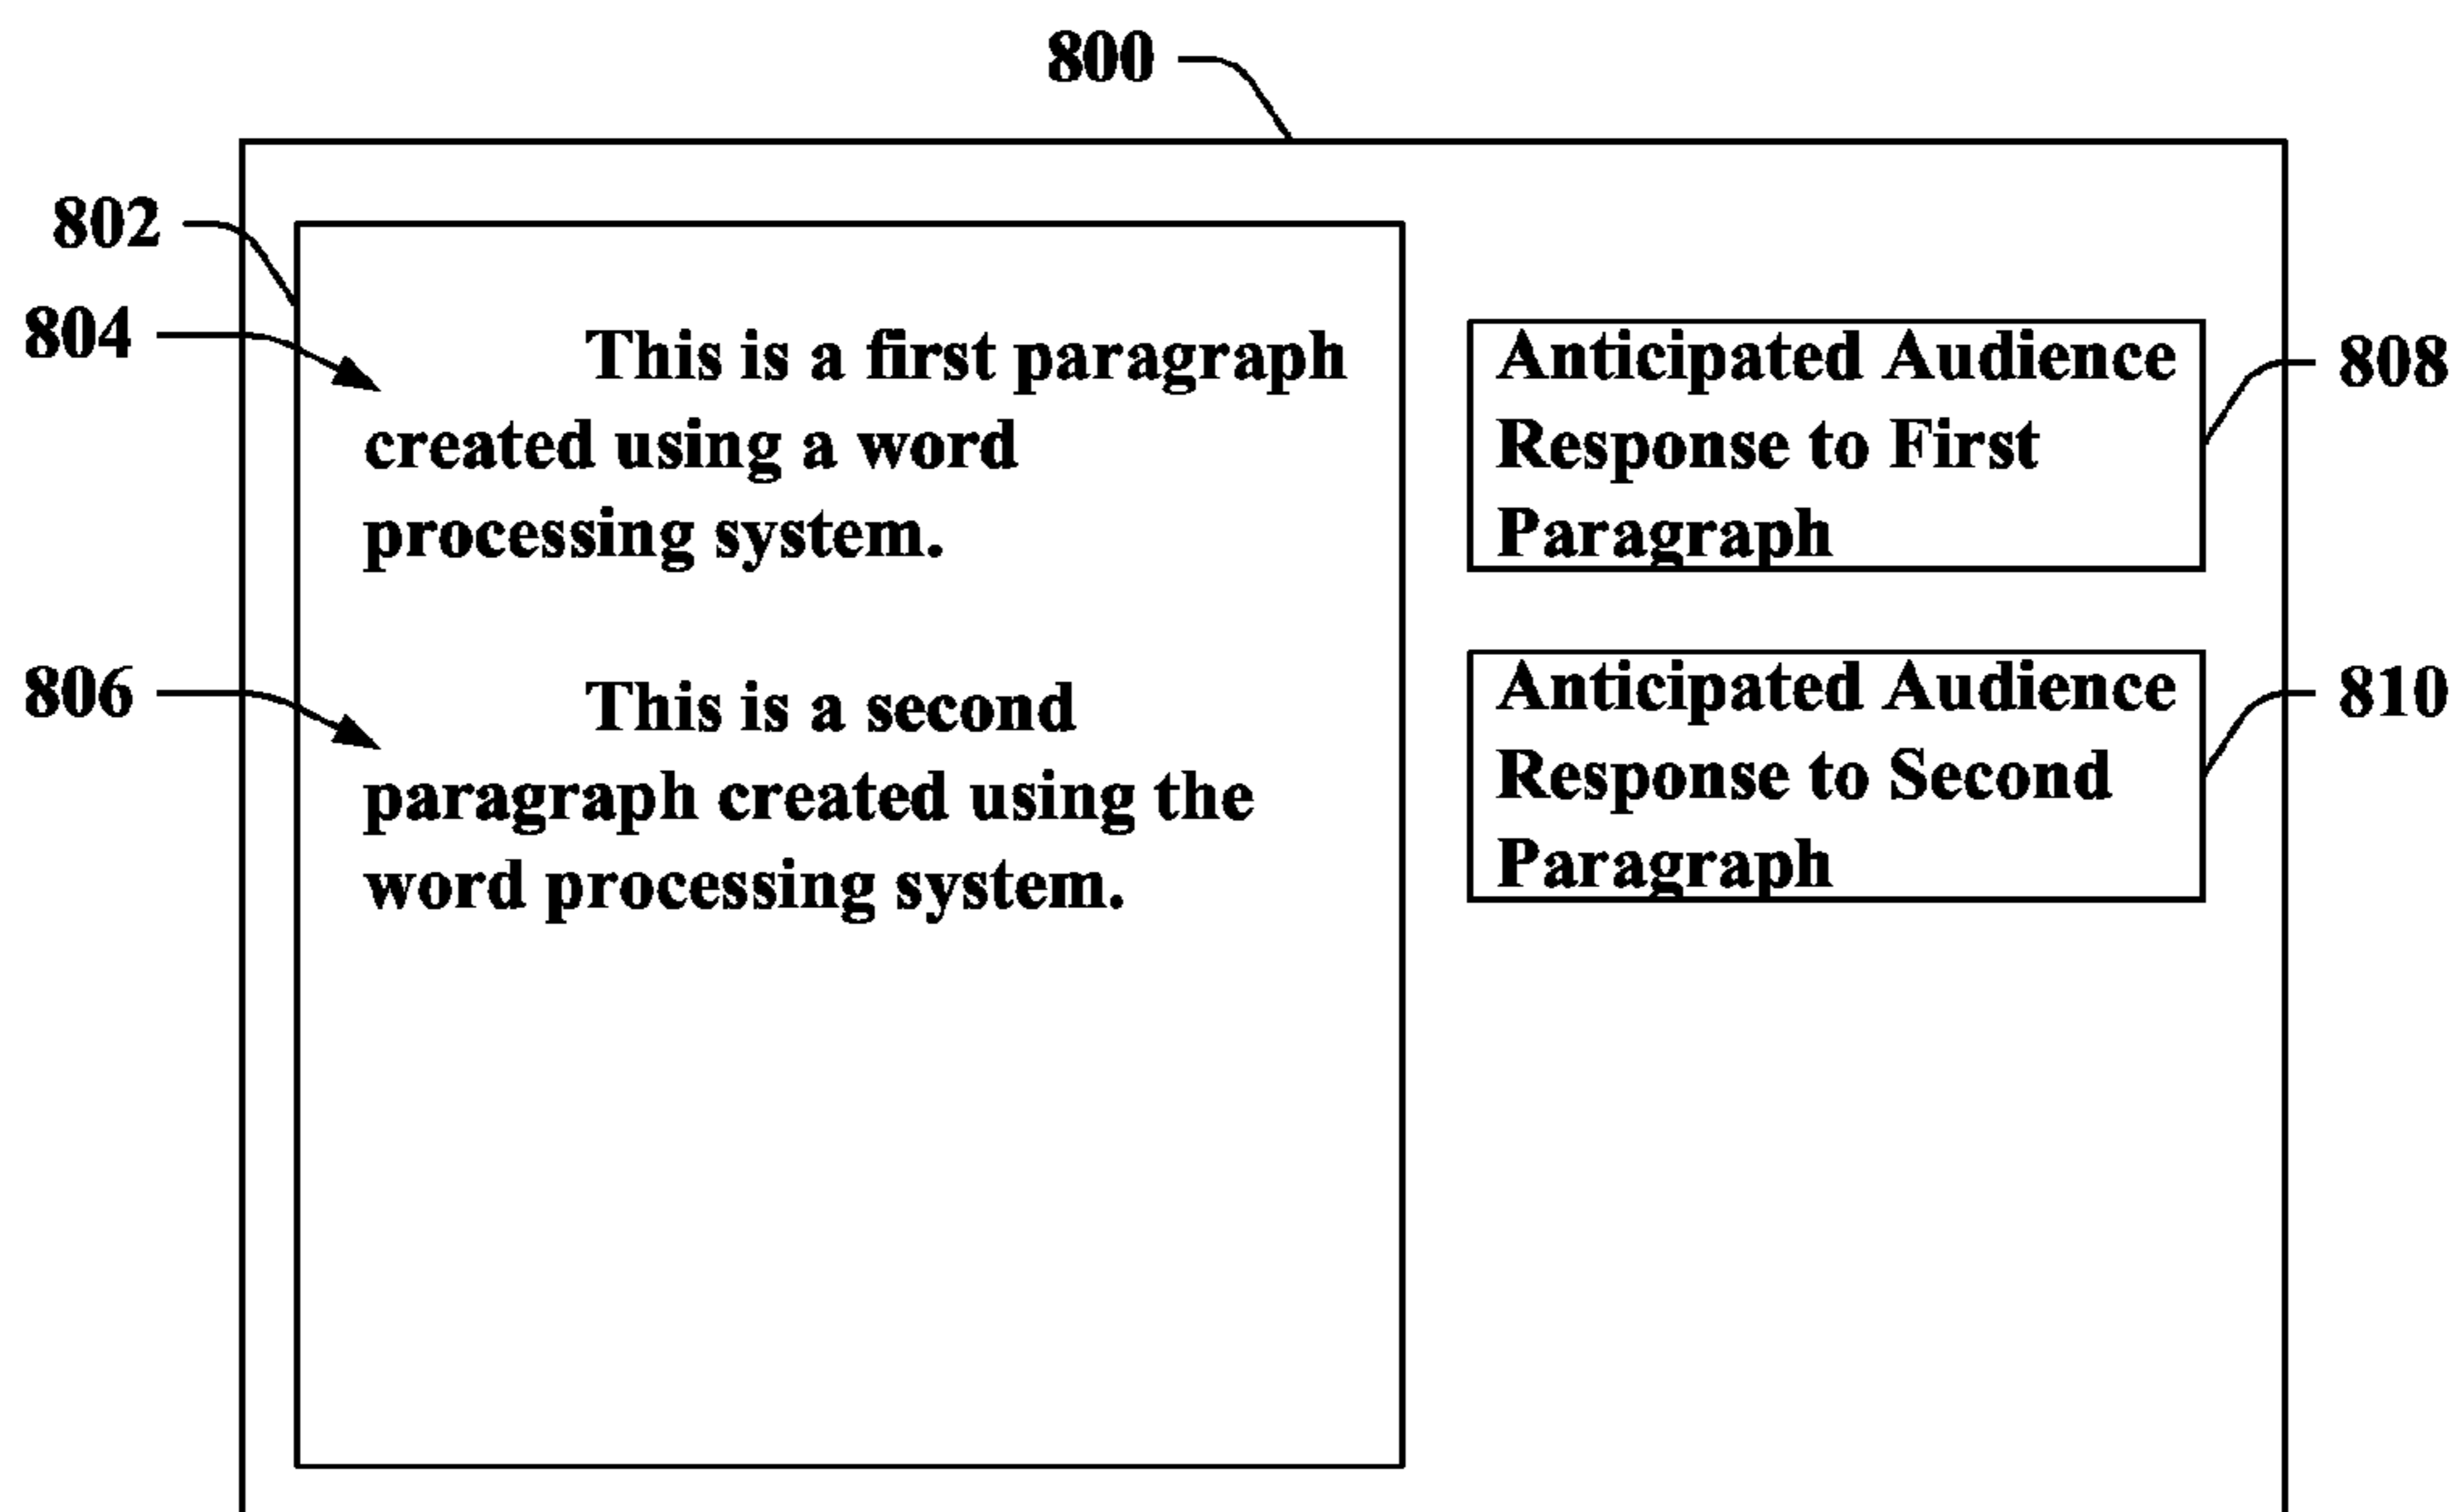 800
802
804
This is a first paragraph
created using a word
processing system.
806
This is a second
paragraph created using the
word processing system.
Anticipated Audience
Response to First
Paragraph
808
Anticipated Audience
Response to Second
Paragraph
810